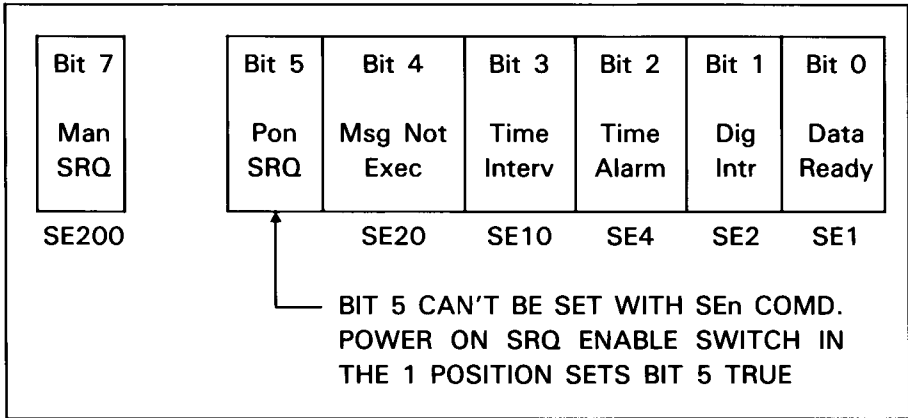 Bit 7 Bit 5 Bit 4 Bit 3 Bit 2 Bit 1 Bit 0
Man Pon Msg Not Time Time Dig Data
SRQ SRQ Exec Interv Alarm Intr Ready
SE200 SE20 SE10 SE4 SE2 SE1
BIT 5 CAN'T BE SET WITH SEn COMD.
POWER ON SRQ ENABLE SWITCH IN
THE 1 POSITION SETS BIT 5 TRUE